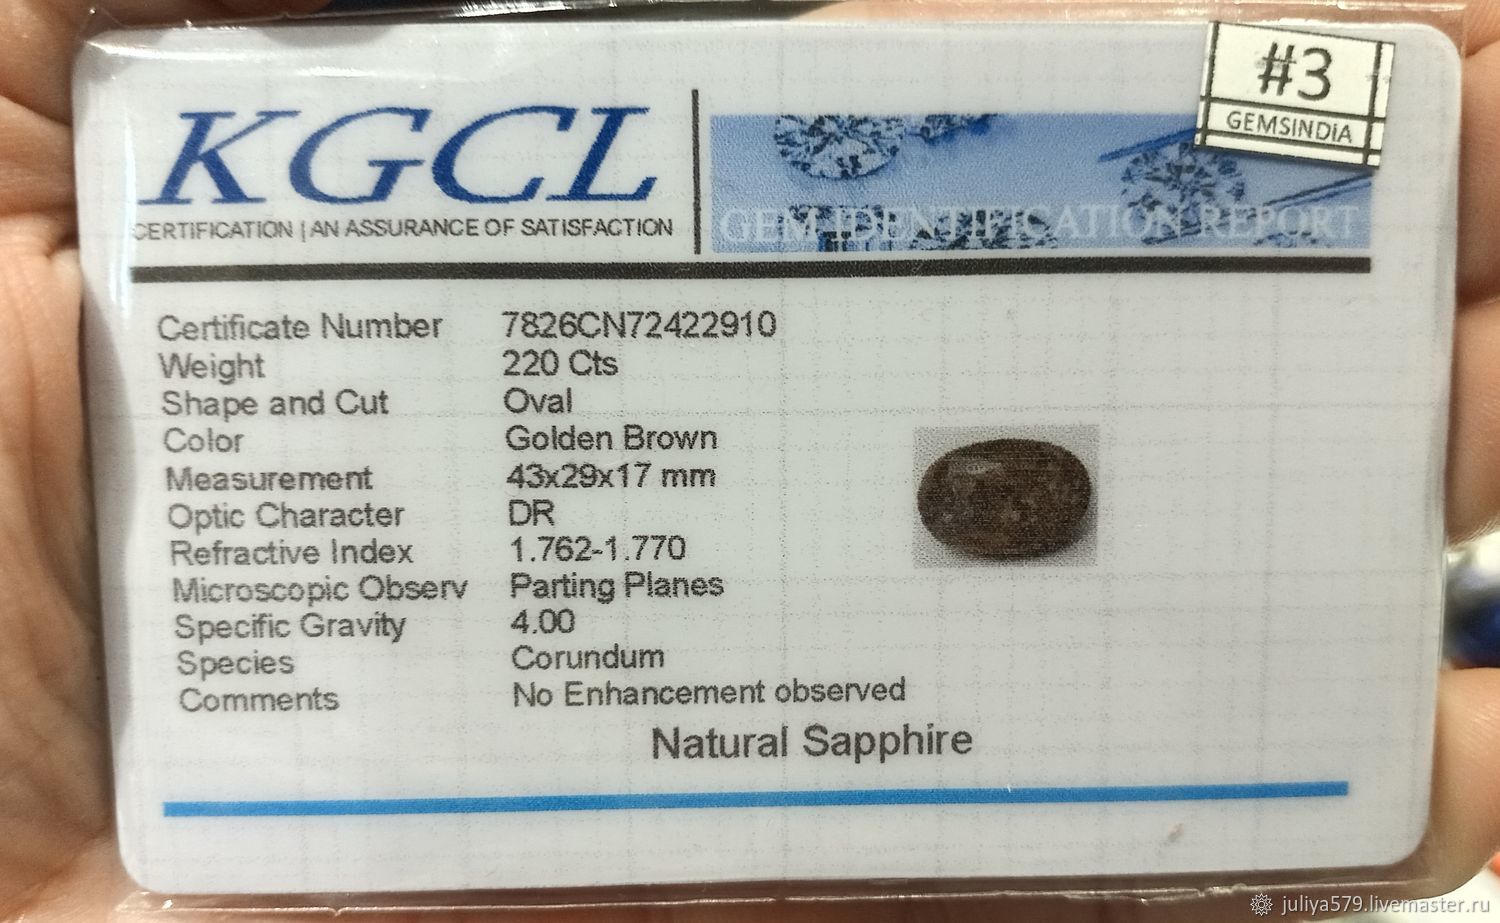 #3
GEMSINDiA
KGCL
CERTIFICATION | AN ASSURANCE OF SATISFACTION
GEM IDENTIFICATION REPORT
Certificate Number 7826CN72422910
Weight 220 Cts
Shape and Cut Oval
Color Golden Brown
Measurement 43x29x17 mm
Optic Character DR
Refractive Index 1.762-1.770
Microscopic Observ Parting Planes
Specific Gravity 4.00
Species Corundum
Comments No Enhancement observed
Natural Sapphire
juliya579.livemaster.ru